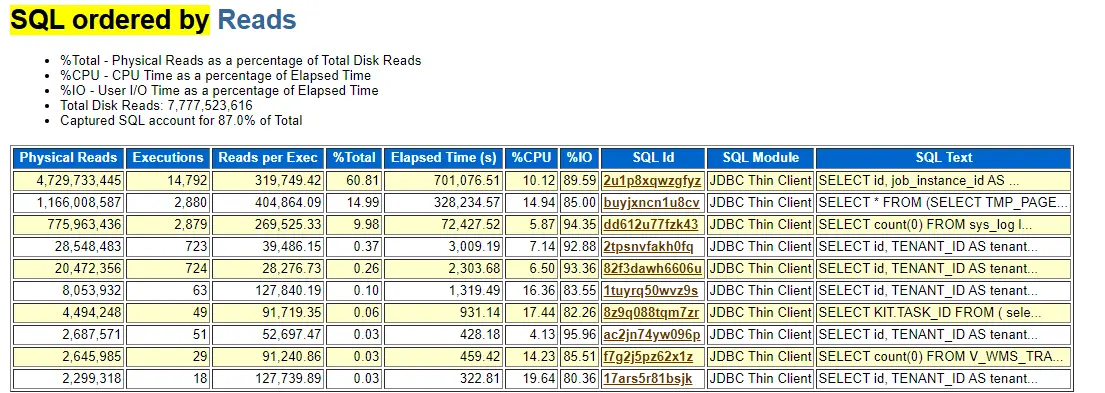 SQL ordered by Reads
• %Total - Physical Reads as a percentage of Total Disk Reads
• %CPU - CPU Time as a percentage of Elapsed Time
• %IO - User I/O Time as a percentage of Elapsed Time
• Total Disk Reads: 7,777,523,616
• Captured SQL account for 87.0% of Total
Physical Reads Executions Reads per Exec %Total Elapsed Time (s) %CPU %IO SQL Id SQL Module SQL Text
4,729,733,445 14,792 319,749.42 60.81 701,076.51 10.12 89.59 2u1p8xqwzgfyz JDBC Thin Client SELECT id, job_instance_id AS ...
1,166,008,587 2,880 404,864.09 14.99 328,234.57 14.94 85.00 buyjxncn1u8cv JDBC Thin Client SELECT * FROM (SELECT TMP_PAGE...
775,963,436 2,879 269,525.33 9.98 72,427.52 5.87 94.35 dd612u77fzk43 JDBC Thin Client SELECT count(0) FROM sys_log l...
28,548,483 723 39,486.15 0.37 3,009.19 7.14 92.88 2tpsnvfakh0fq JDBC Thin Client SELECT id, TENANT_ID AS tenant...
20,472,356 724 28,276.73 0.26 2,303.68 6.50 93.36 82f3dawh6606u JDBC Thin Client SELECT id, TENANT_ID AS tenant...
8,053,932 63 127,840.19 0.10 1,319.49 16.36 83.55 1tuyrq50wvz9s JDBC Thin Client SELECT id, TENANT_ID AS tenant...
4,494,248 49 91,719.35 0.06 931.14 17.44 82.26 8z9q088tqm7zr JDBC Thin Client SELECT KIT.TASK_ID FROM ( sele...
2,687,571 51 52,697.47 0.03 428.18 4.13 95.96 ac2jn74yw096p JDBC Thin Client SELECT id, TENANT_ID AS tenant...
2,645,985 29 91,240.86 0.03 459.42 14.23 85.51 f7g2j5pz62x1z JDBC Thin Client SELECT count(0) FROM V_WMS_TRA...
2,299,318 18 127,739.89 0.03 322.81 19.64 80.36 17ars5r81bsjk JDBC Thin Client SELECT id, TENANT_ID AS tenant...